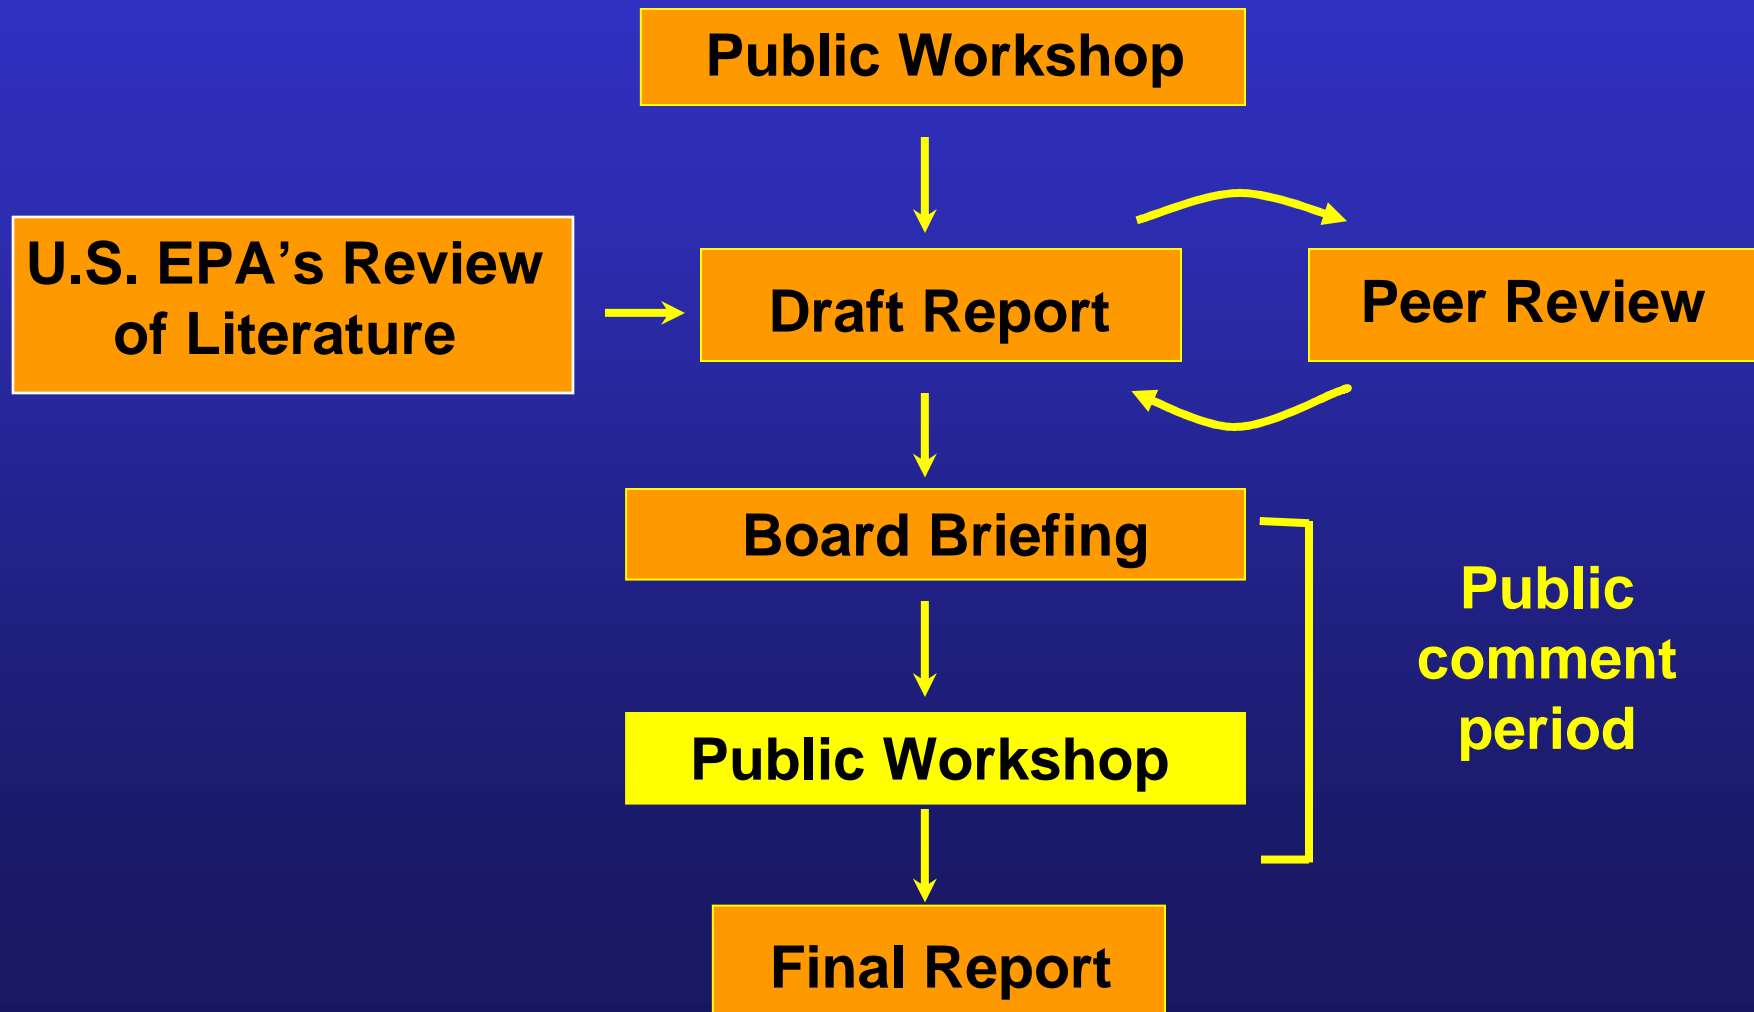 Public Workshop
U.S. EPA’s Review
of Literature
Draft Report
Peer Review
Board Briefing
Public
comment
period
Public Workshop
Final Report